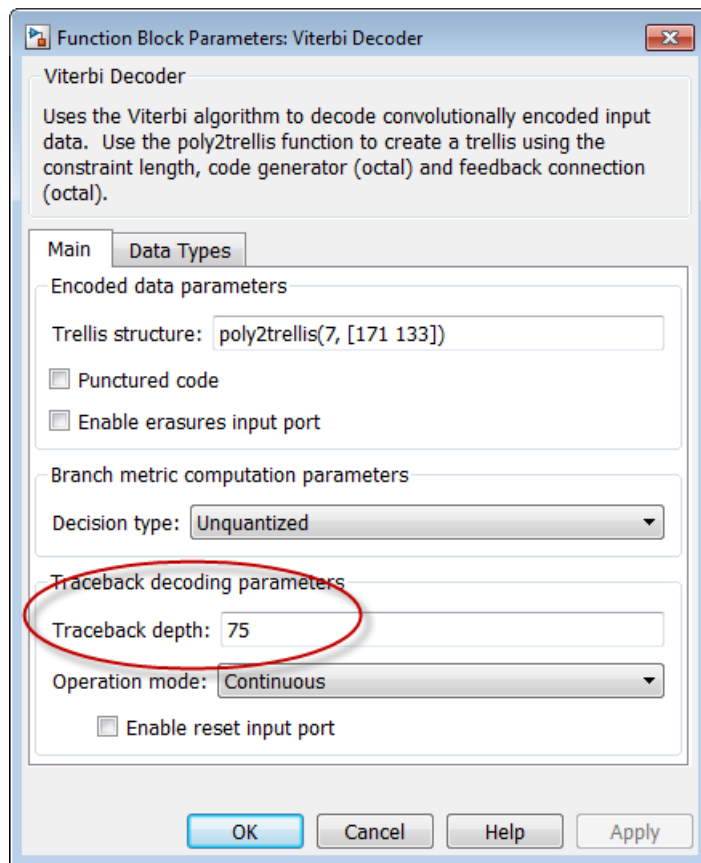 Function Block Parameters: Viterbi Decoder
Viterbi Decoder
Uses the Viterbi algorithm to decode convolutionally encoded input
data. Use the poly2trellis function to create a trellis using the
constraint length, code generator (octal) and feedback connection
(octal).
Main Data Types
Encoded data parameters
Trellis structure: poly2trellis(7, [171 133])
Punctured code
Enable erasures input port
Branch metric computation parameters
Decision type: Unquantized
Traceback decoding parameters
Traceback depth: 75
Operation mode: Continuous
Enable reset input port
OK Cancel Help Apply